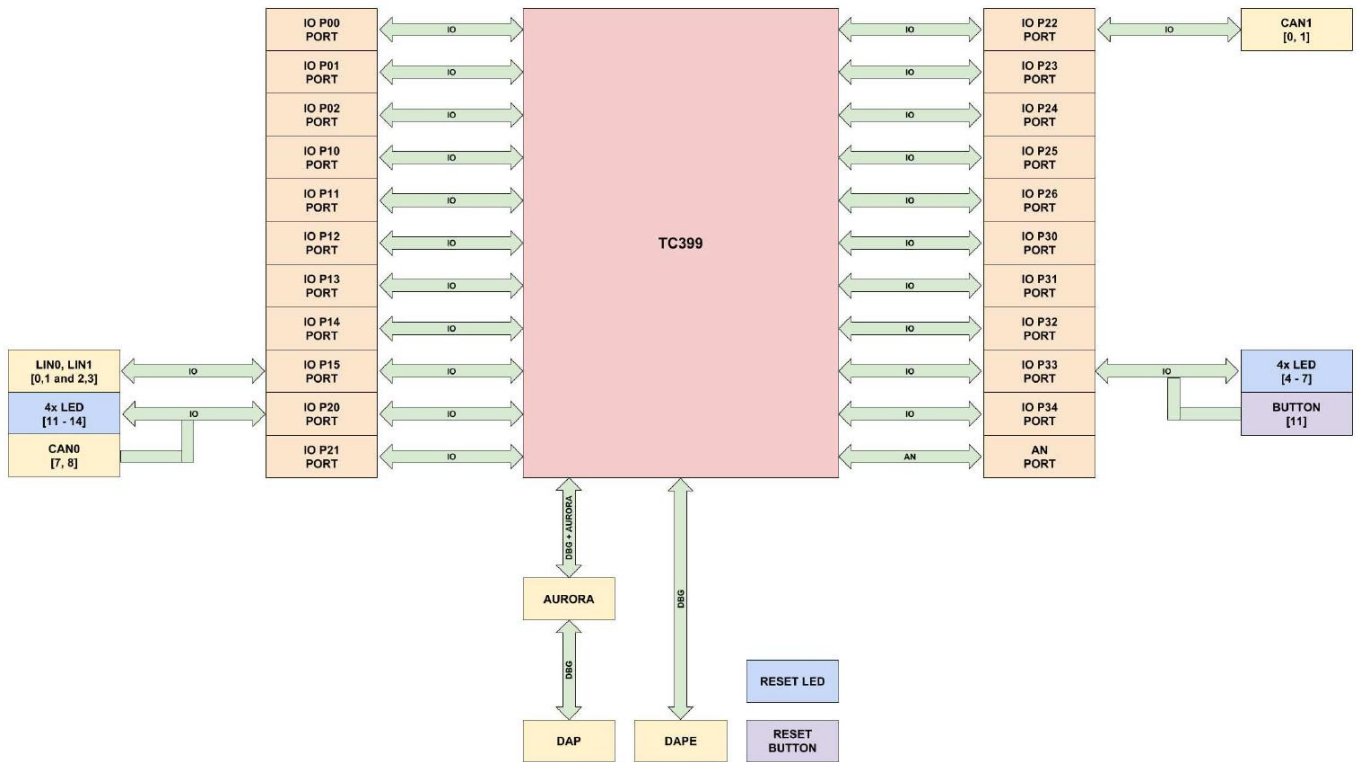 IO P00
PORT
IO
IO
IO P22
PORT
IO
CAN1
[0, 1]
IO P01
PORT
IO
IO
IO P23
PORT
IO P02
PORT
IO
IO
IO P24
PORT
IO P10
PORT
IO
IO
IO P25
PORT
IO P11
PORT
IO
IO
IO P26
PORT
IO P12
PORT
IO
TC399
IO
IO P30
PORT
IO P13
PORT
IO
IO
IO P31
PORT
IO P14
PORT
IO
IO
IO P32
PORT
LIN0, LIN1
[0,1 and 2,3]
IO
IO P15
PORT
IO
IO
IO P33
PORT
IO
4x LED
[4 - 7]
4x LED
[11 - 14]
IO
IO P20
PORT
IO
IO
IO P34
PORT
BUTTON
[11]
CAN0
[7, 8]
IO P21
PORT
IO
AN
AN
PORT
DBG + AURORA
AURORA
DBG
DBG
RESET LED
DAP
DAPE
RESET
BUTTON